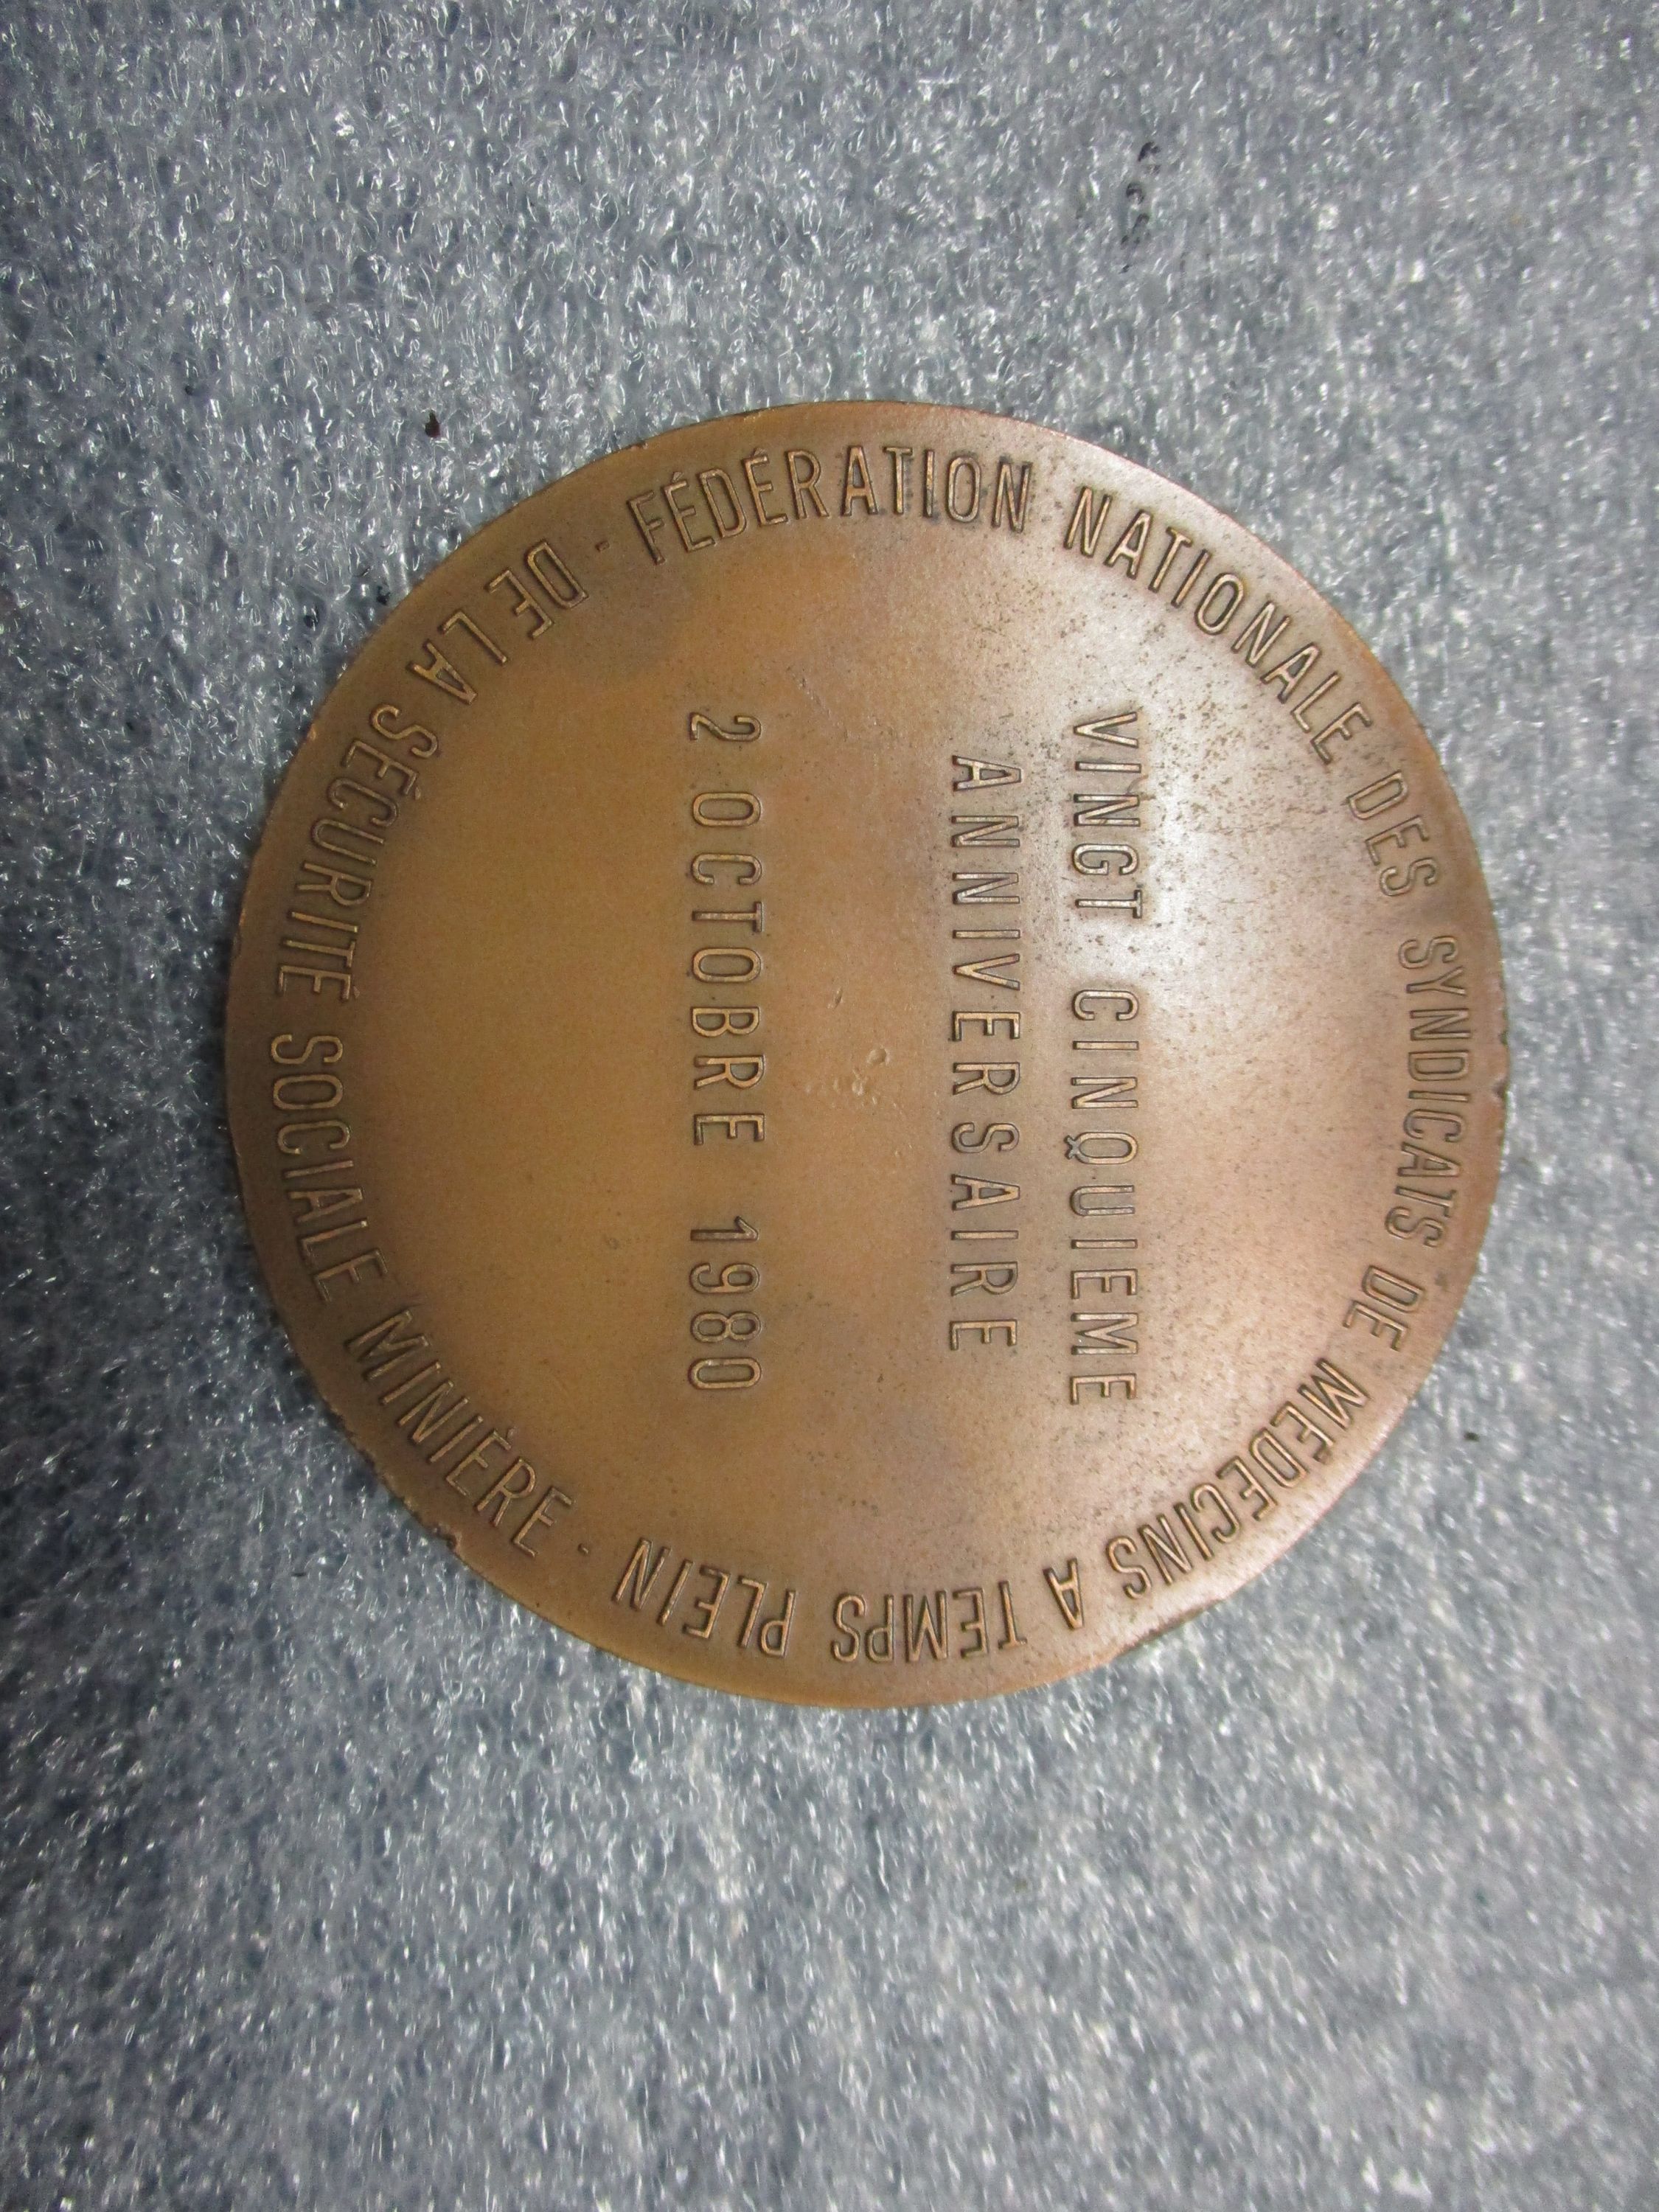 FÉDÉRATION NATIONALE DES SYNDICATS DE MÉDECINS A TEMPS PLEIN
- DE LA SÉCURITÉ SOCIALE MINIÈRE -
VINGT CINQUIEME
ANNIVERSAIRE
2 OCTOBRE 1980